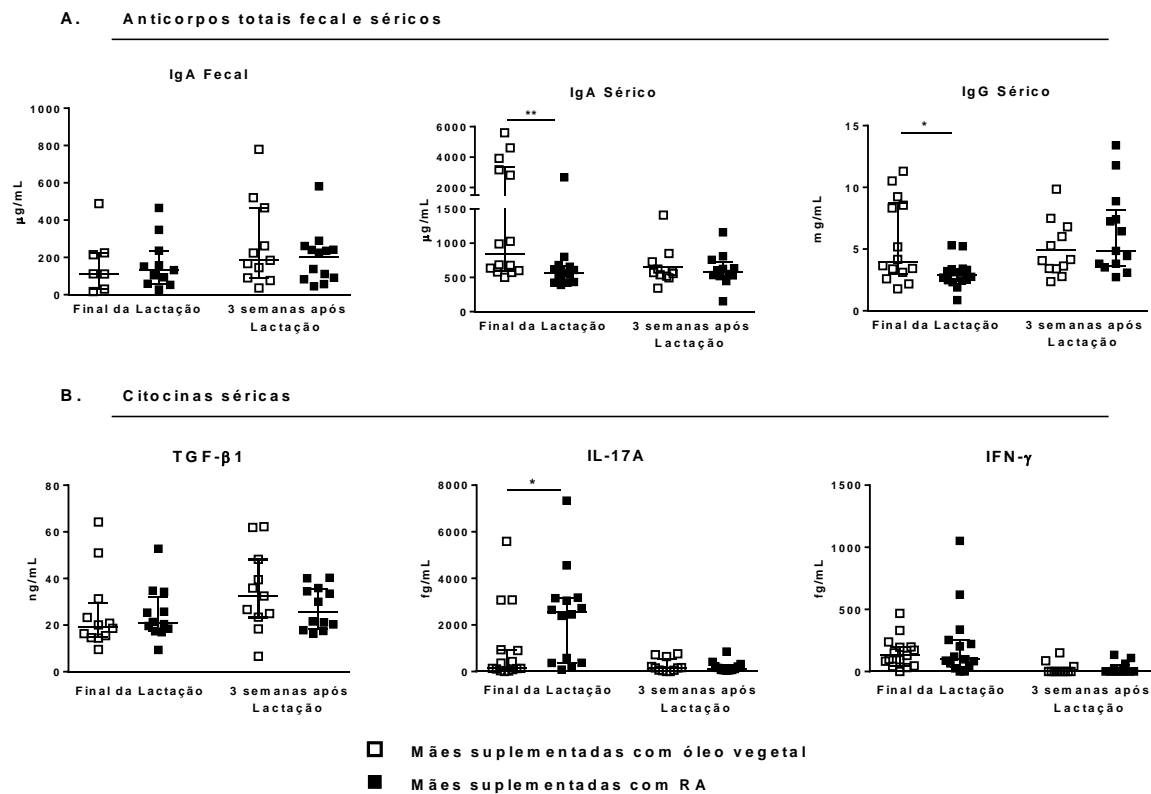 A. Anticorpos totais fecal e séricos
IgA Fecal
IgA Sérico
IgG Sérico
1000
800
600
400
200
0
µg/mL
Final da Lactação
3 semanas após
Lactação
6000
4000
2000
1500
1000
500
0
µg/mL
**
Final da Lactação
3 semanas após
Lactação
15
10
5
0
mg/mL
*
Final da Lactação
3 semanas após
Lactação
B. Citocinas séricas
TGF-β1
IL-17A
IFN-γ
80
60
40
20
0
ng/mL
Final da Lactação
3 semanas após
Lactação
8000
6000
4000
2000
0
fg/mL
*
Final da Lactação
3 semanas após
Lactação
1500
1000
500
0
fg/mL
Final da Lactação
3 semanas após
Lactação
Mães suplementadas com óleo vegetal
Mães suplementadas com RA